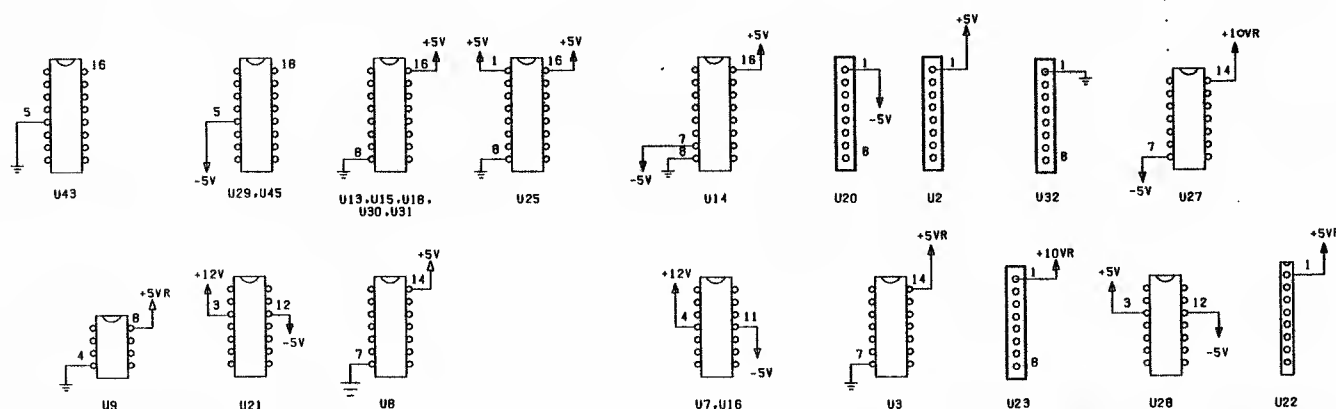 16
5
U43
18
5
-5V
U29,U45
+5V
16
8
U13,U15,U18,
U30,U31
+5V
+5V
1
16
8
U25
+5V
16
7
8
-5V
U14
1
-5V
8
U20
+5V
1
U2
1
8
U32
+10VR
14
7
-5V
U27
+5VR
8
4
U9
+12V
3
12
-5V
U21
+5V
14
7
U8
+12V
4
11
-5V
U7,U16
+5VR
14
7
U3
+10VR
1
8
U23
+5V
3
12
-5V
U28
+5VR
1
U22